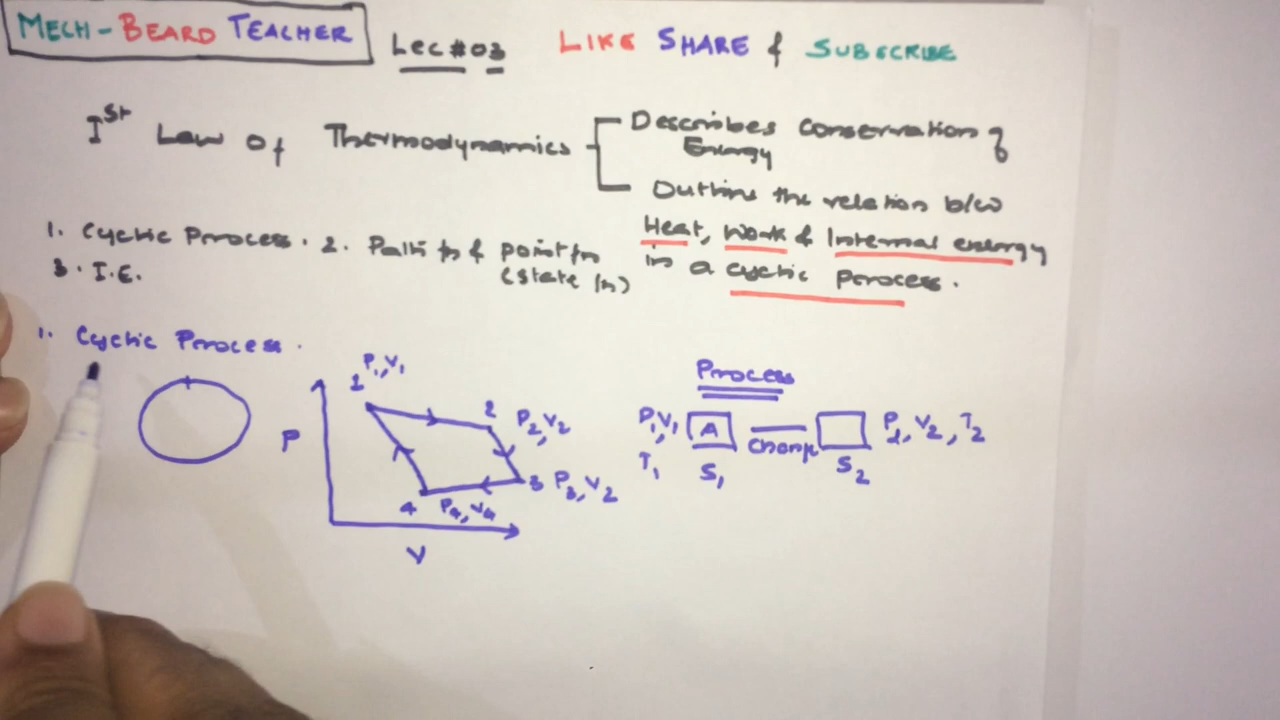 MECH-BEARD TEACHER
Lec#03
LIKE SHARE & SUBSCRIBE
Ist Law Of Thermodynamics
Describes Conservation of
Energy
Outline the relation b/w
Heat, Work & Internal energy
in a cyclic Process.
1. Cyclic Process. 2. Path fn & point fn
(State fn)
3. I.E.
1. Cyclic Process.
P
V
1 P1,V1
2 P2,V2
3 P3,V2
4 P4,V4
Process
P1,V1
T1
A
S1
Change
S2
P2,V2,T2